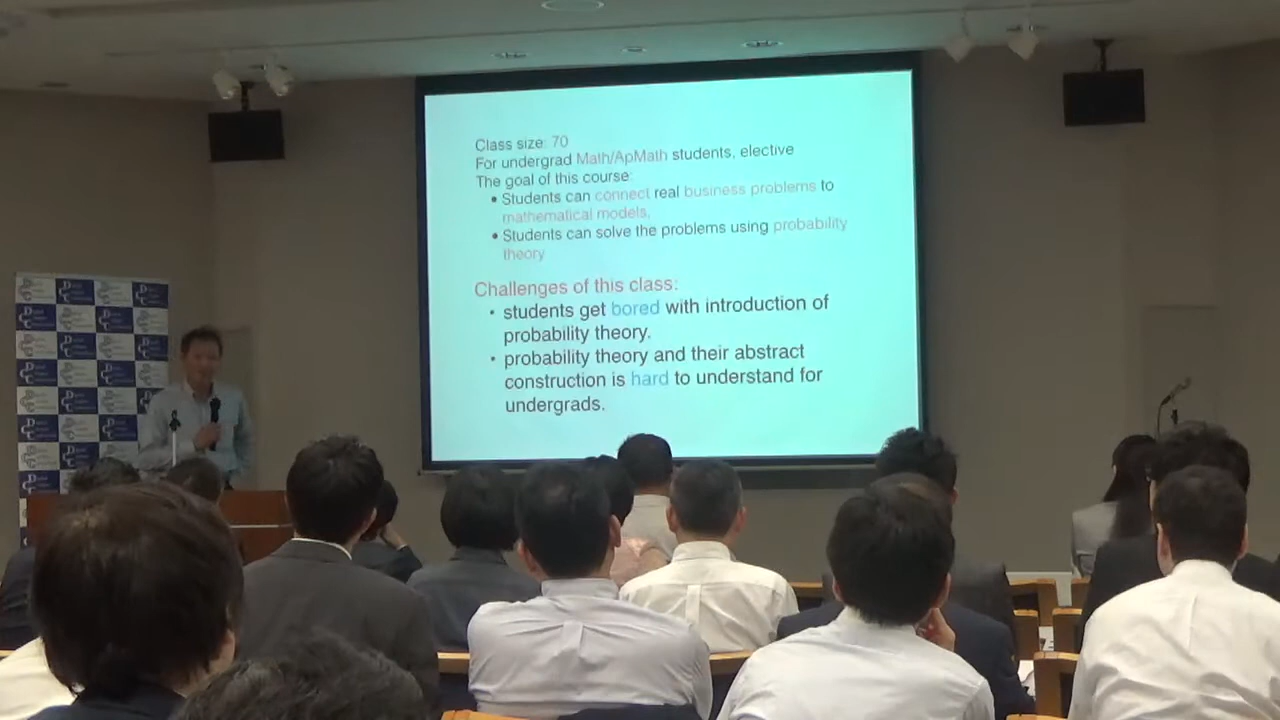 Class size: 70
For undergrad Math/ApMath students, elective
The goal of this course:
• Students can connect real business problems to
mathematical models,
• Students can solve the problems using probability
theory
Challenges of this class:
• students get bored with introduction of
probability theory.
• probability theory and their abstract
construction is hard to understand for
undergrads.